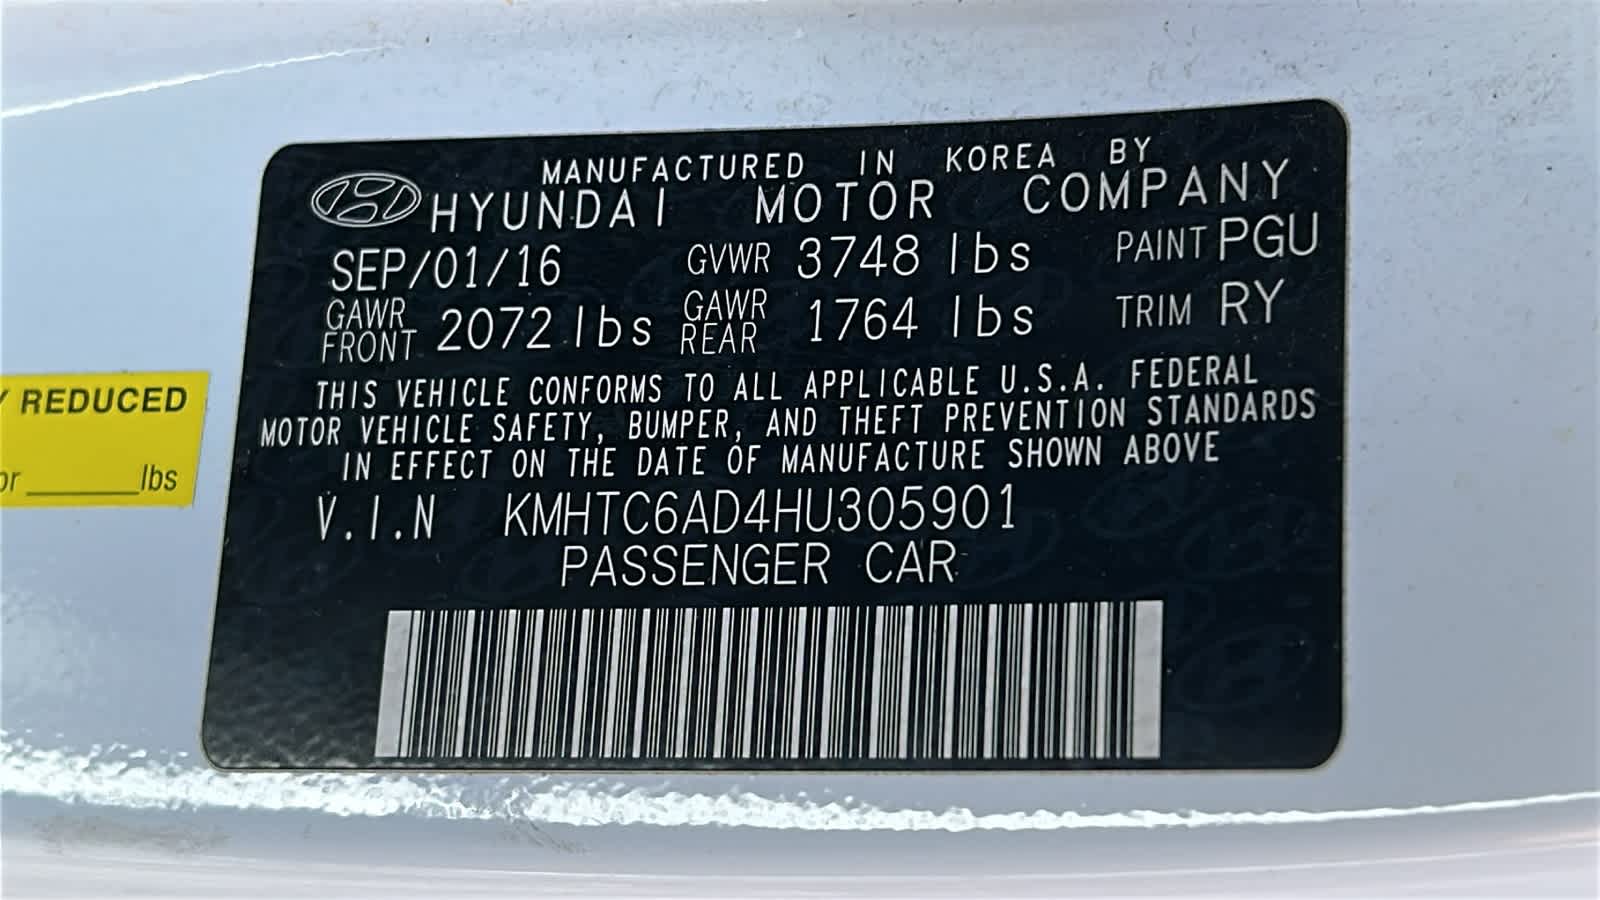 MANUFACTURED IN KOREA BY
HYUNDAI MOTOR COMPANY
SEP/01/16 GVWR 3748 lbs PAINT PGU
GAWR FRONT 2072 lbs GAWR REAR 1764 lbs TRIM RY
THIS VEHICLE CONFORMS TO ALL APPLICABLE U.S.A. FEDERAL
MOTOR VEHICLE SAFETY, BUMPER, AND THEFT PREVENTION STANDARDS
IN EFFECT ON THE DATE OF MANUFACTURE SHOWN ABOVE
V.I.N KMHTC6AD4HU305901
PASSENGER CAR
REDUCED
lbs